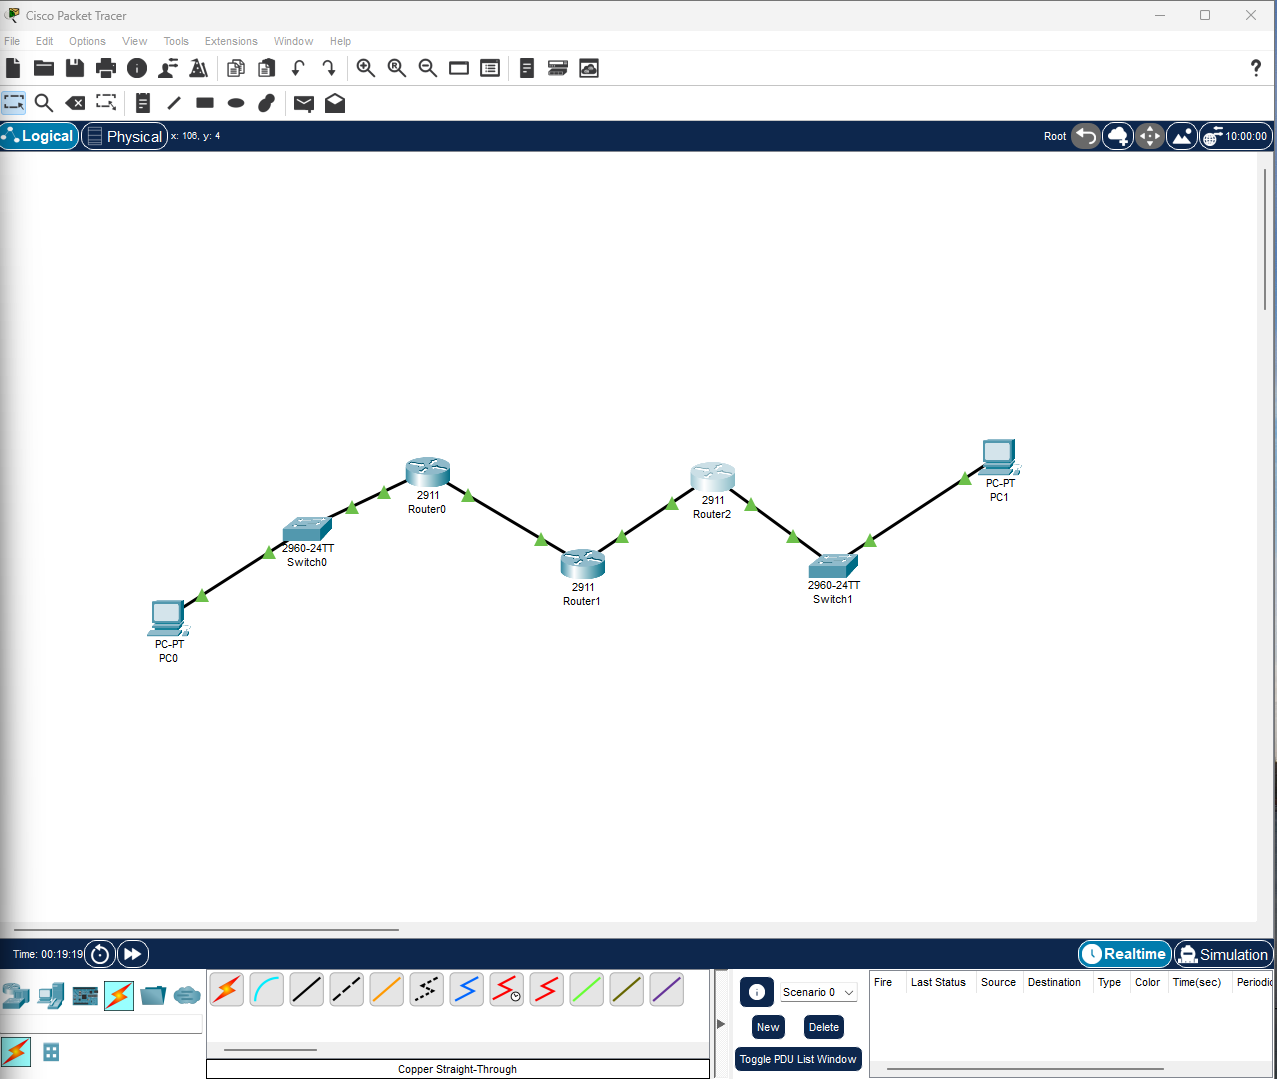 Cisco Packet Tracer
File Edit Options View Tools Extensions Window Help
?
Logical Physical x: 106, y: 4 Root 10:00:00
PC-PT
PC1
2911
Router0
2911
Router2
2960-24TT
Switch0
2911
Router1
2960-24TT
Switch1
PC-PT
PC0
Time: 00:19:19 Realtime Simulation
Scenario 0
New Delete
Toggle PDU List Window
Fire Last Status Source Destination Type Color Time(sec) Periodic
Copper Straight-Through